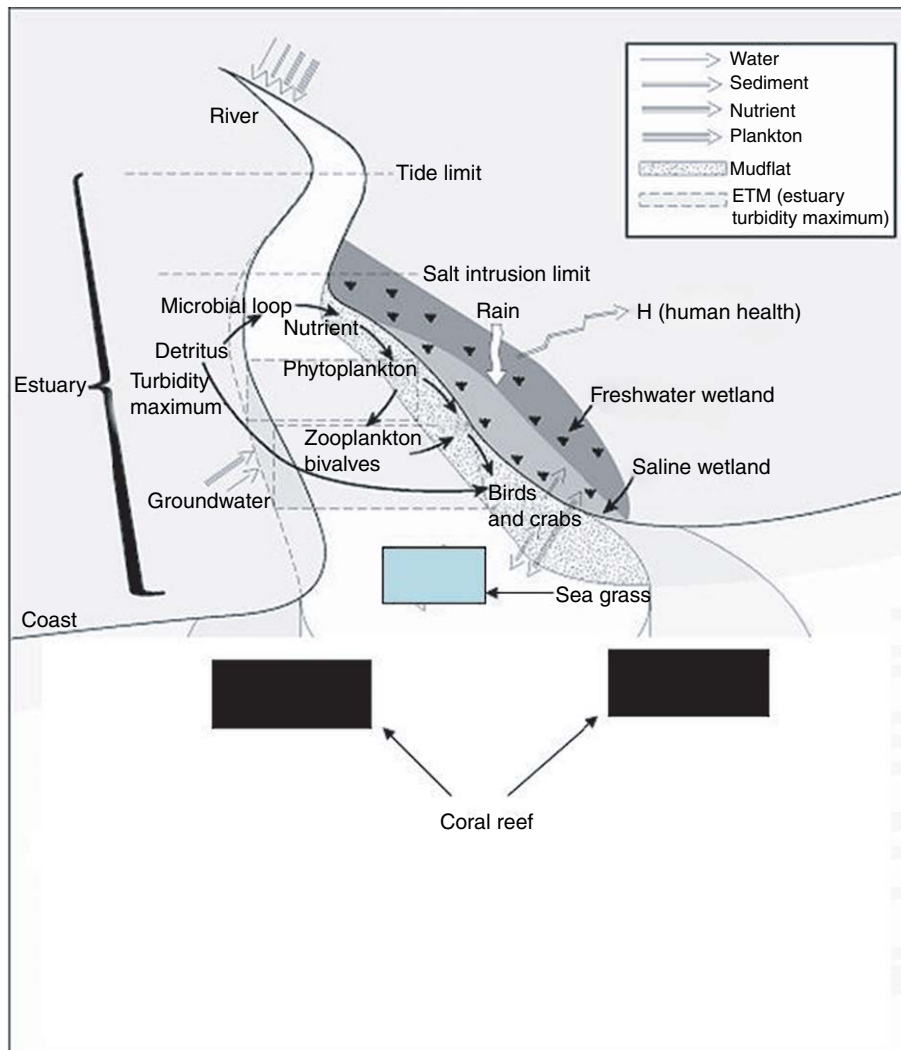 Water
Sediment
Nutrient
Plankton
Mudflat
ETM (estuary
turbidity maximum)
River
Tide limit
Salt intrusion limit
Microbial loop
Rain
H (human health)
Nutrient
Detritus
Phytoplankton
Estuary
Turbidity
maximum
Freshwater wetland
Zooplankton
bivalves
Saline wetland
Groundwater
Birds
and crabs
Sea grass
Coast
Coral reef